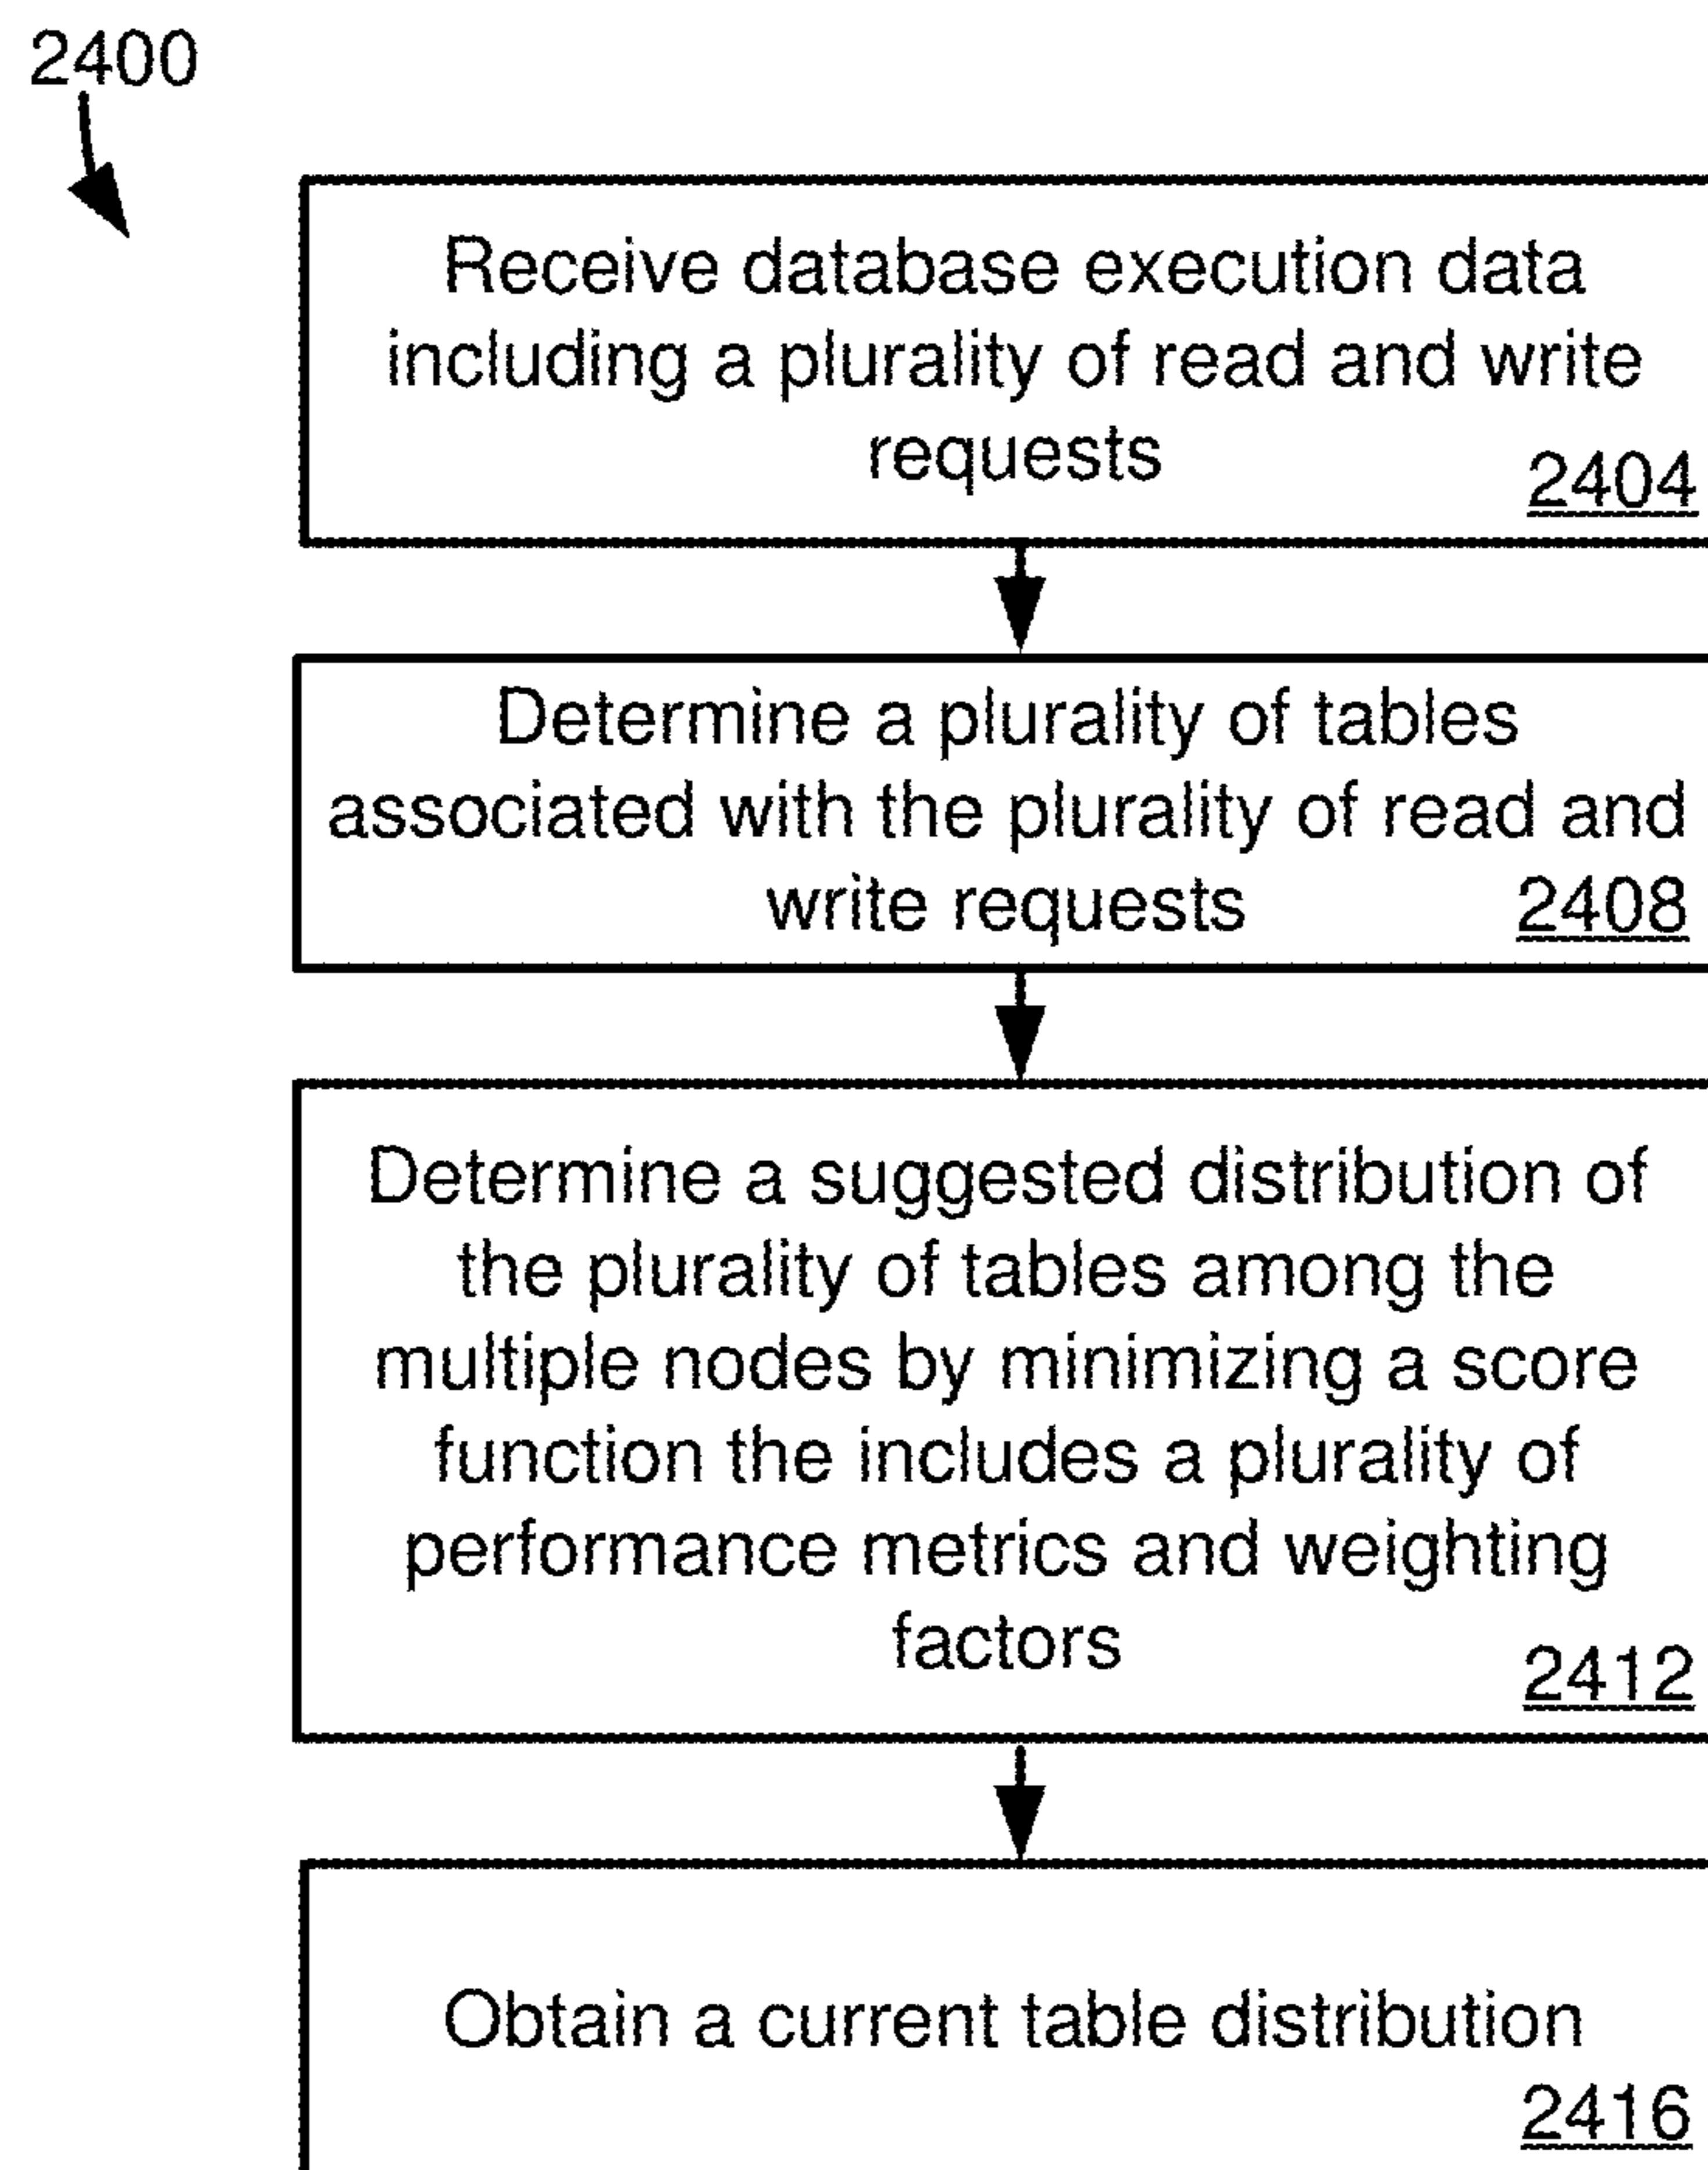 2400
Receive database execution data
including a plurality of read and write
requests
2404
Determine a plurality of tables
associated with the plurality of read and
write requests
2408
Determine a suggested distribution of
the plurality of tables among the
multiple nodes by minimizing a score
function the includes a plurality of
performance metrics and weighting
factors
2412
Obtain a current table distribution
2416